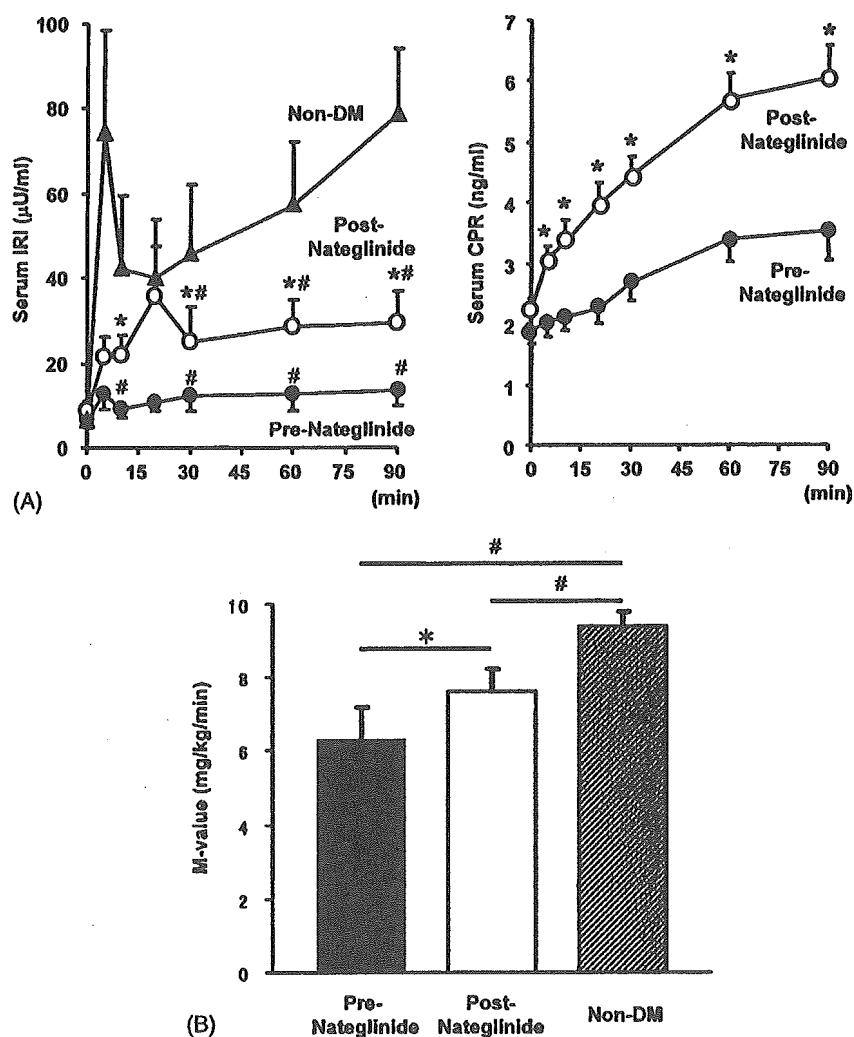 100
80
60
40
20
0
Serum IRI (μU/ml)
Non-DM
Post-
Nateglinide
*
*#
*#
*#
#
#
#
#
Pre-Nateglinide
0 15 30 45 60 75 90
(min)
7
6
5
4
3
2
1
0
Serum CPR (ng/ml)
*
*
*
*
*
*
Post-
Nateglinide
Pre-
Nateglinide
0 15 30 45 60 75 90
(min)
(A)
10
8
6
4
2
0
M-value (mg/kg/min)
#
#
*
Pre-
Nateglinide
Post-
Nateglinide
Non-DM
(B)